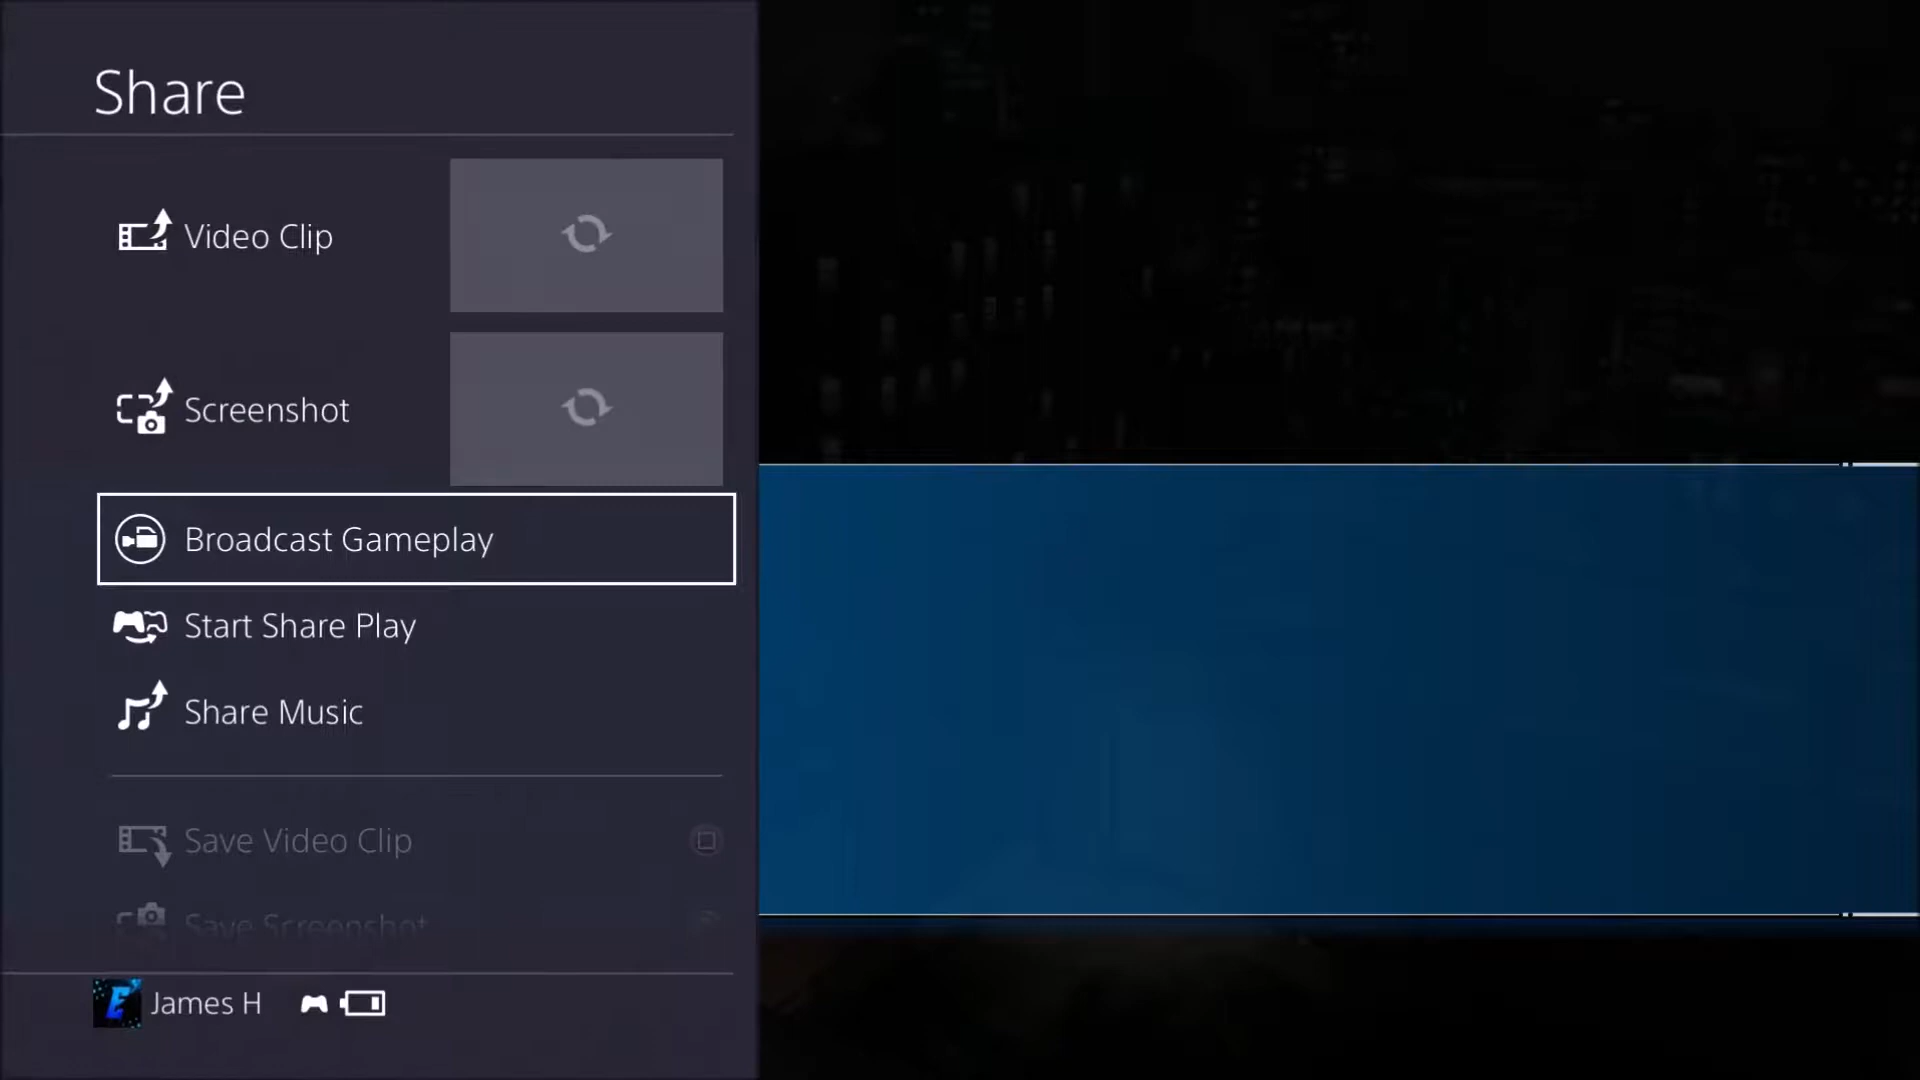 Share
Video Clip
Screenshot
Broadcast Gameplay
Start Share Play
Share Music
Save Video Clip
Save Screenshot
James H